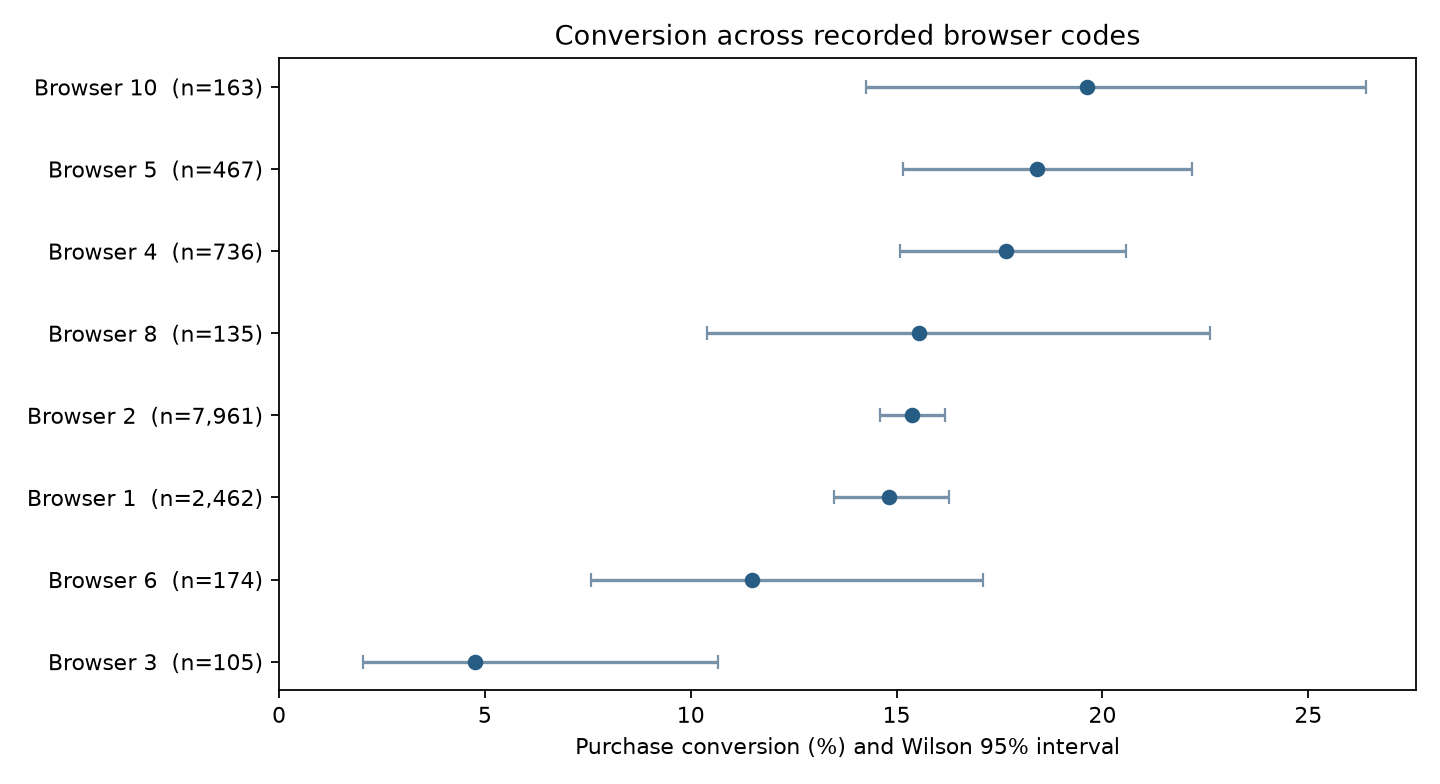 Conversion across recorded browser codes
Browser 10 (n=163)
Browser 5 (n=467)
Browser 4 (n=736)
Browser 8 (n=135)
Browser 2 (n=7,961)
Browser 1 (n=2,462)
Browser 6 (n=174)
Browser 3 (n=105)
0 5 10 15 20 25
Purchase conversion (%) and Wilson 95% interval